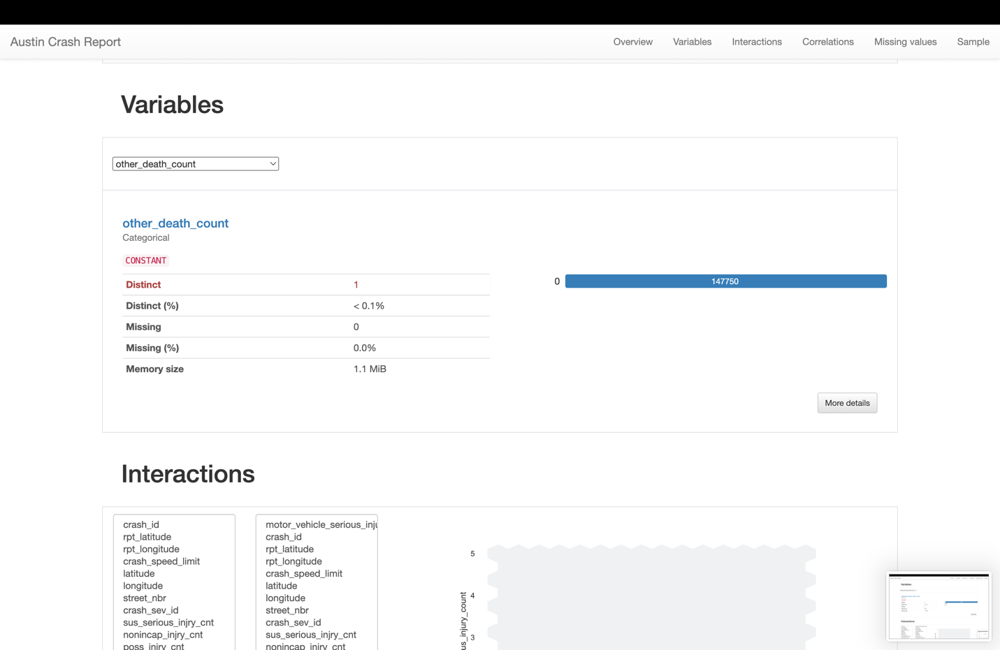 Austin Crash Report
Overview
Variables
Interactions
Correlations
Missing values
Sample
Variables
other_death_count
other_death_count
Categorical
CONSTANT
Distinct 1
Distinct (%) < 0.1%
Missing 0
Missing (%) 0.0%
Memory size 1.1 MiB
0 147750
More details
Interactions
crash_id
rpt_latitude
rpt_longitude
crash_speed_limit
latitude
longitude
street_nbr
crash_sev_id
sus_serious_injry_cnt
nonincap_injry_cnt
poss_injry_cnt
motor_vehicle_serious_inju
crash_id
rpt_latitude
rpt_longitude
crash_speed_limit
latitude
longitude
street_nbr
crash_sev_id
sus_serious_injry_cnt
nonincap_injry_cnt
5
4
3
us_injury_count